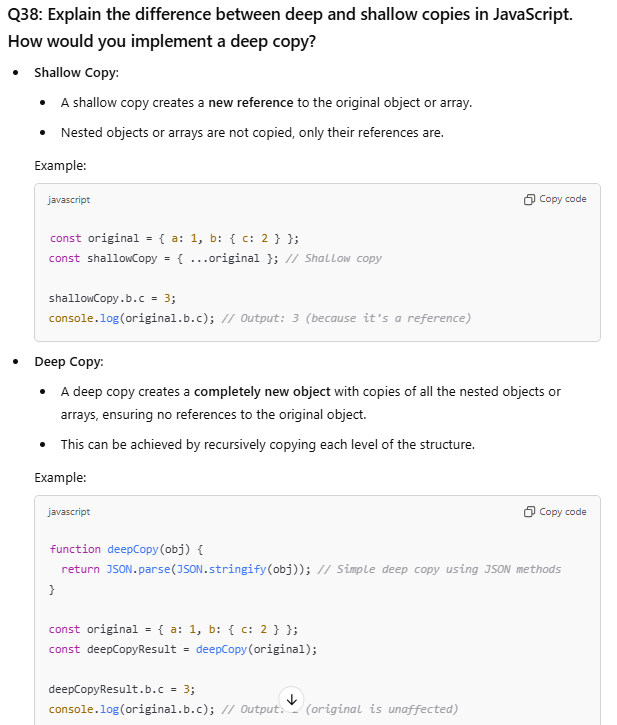 Q38: Explain the difference between deep and shallow copies in JavaScript.
How would you implement a deep copy?
• Shallow Copy:
• A shallow copy creates a new reference to the original object or array.
• Nested objects or arrays are not copied, only their references are.
Example:
javascript Copy code
const original = { a: 1, b: { c: 2 } };
const shallowCopy = { ...original }; // Shallow copy
shallowCopy.b.c = 3;
console.log(original.b.c); // Output: 3 (because it's a reference)
• Deep Copy:
• A deep copy creates a completely new object with copies of all the nested objects or
arrays, ensuring no references to the original object.
• This can be achieved by recursively copying each level of the structure.
Example:
javascript Copy code
function deepCopy(obj) {
return JSON.parse(JSON.stringify(obj)); // Simple deep copy using JSON methods
}
const original = { a: 1, b: { c: 2 } };
const deepCopyResult = deepCopy(original);
deepCopyResult.b.c = 3;
console.log(original.b.c); // Output: (original is unaffected)